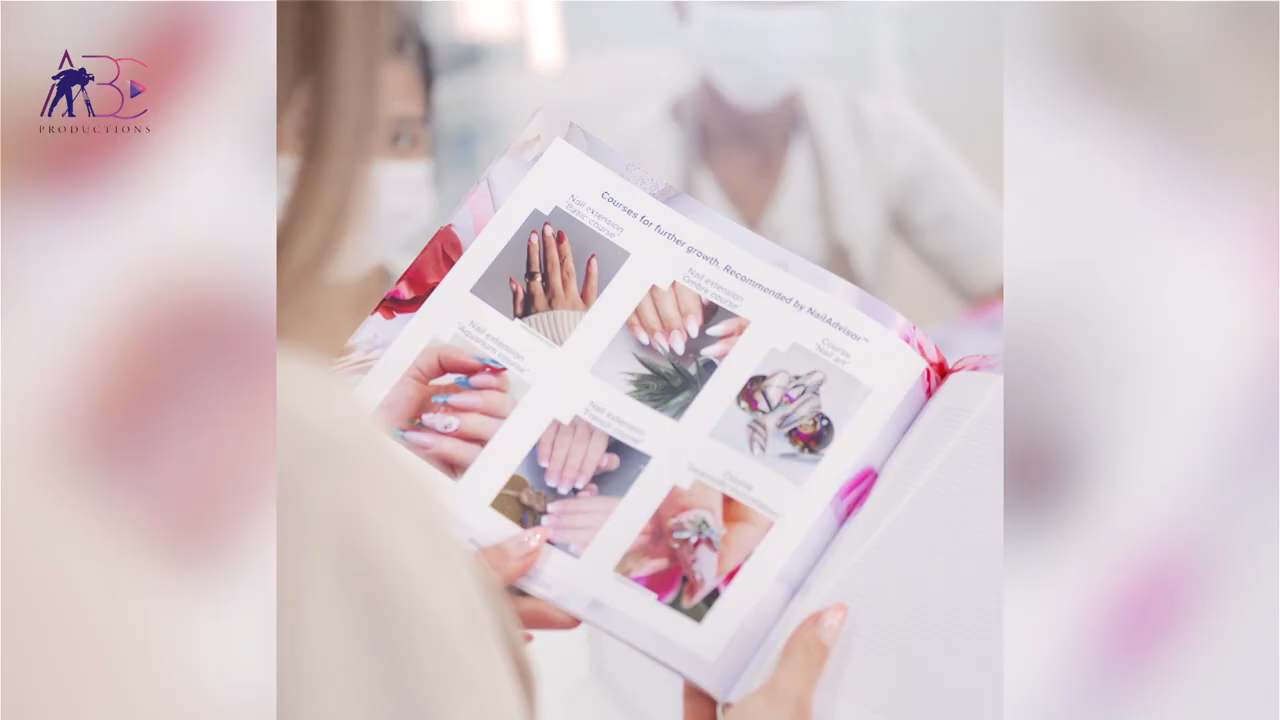 ABC
PRODUCTIONS
Courses for further growth, Recommended by NailAdvisor™
Nail extension
"Basic course"
Nail extension
"Ombre course"
Course
"Nail art"
Nail extension
"Aquarium course"
Nail extension
"French course"
Course